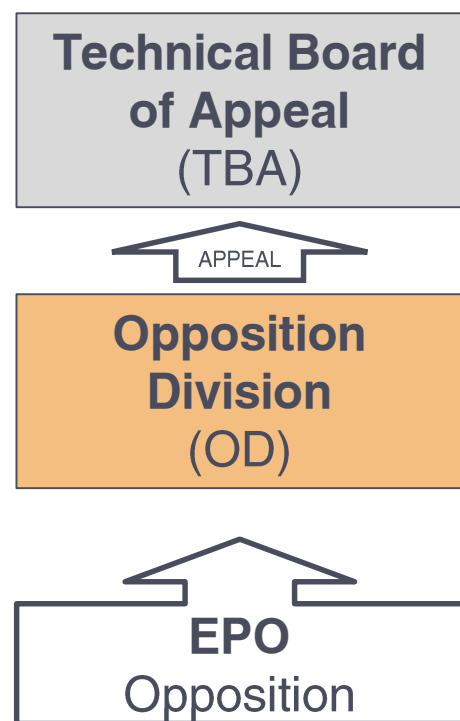 Technical Board
of Appeal
(TBA)
APPEAL
Opposition
Division
(OD)
EPO
Opposition